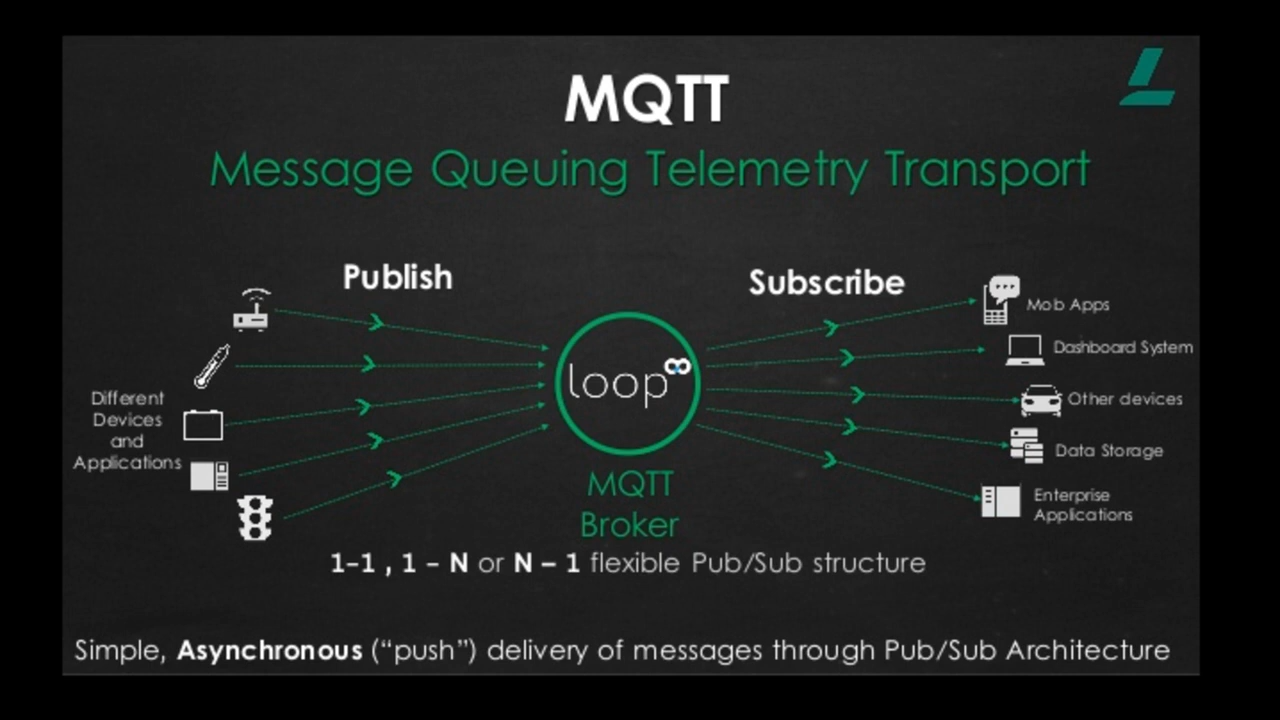 MQTT
Message Queuing Telemetry Transport
Publish
Subscribe
Different
Devices
and
Applications
loop
MQTT
Broker
Mob Apps
Dashboard System
Other devices
Data Storage
Enterprise
Applications
1-1 , 1 - N or N – 1 flexible Pub/Sub structure
Simple, Asynchronous (“push”) delivery of messages through Pub/Sub Architecture